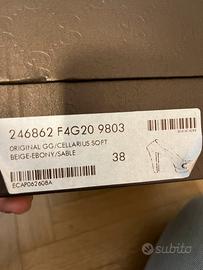 246862 F4G20 9803
ORIGINAL GG/CELLARIUS SOFT
BEIGE-EBONY/SABLE
38
ECAP062608A
subito